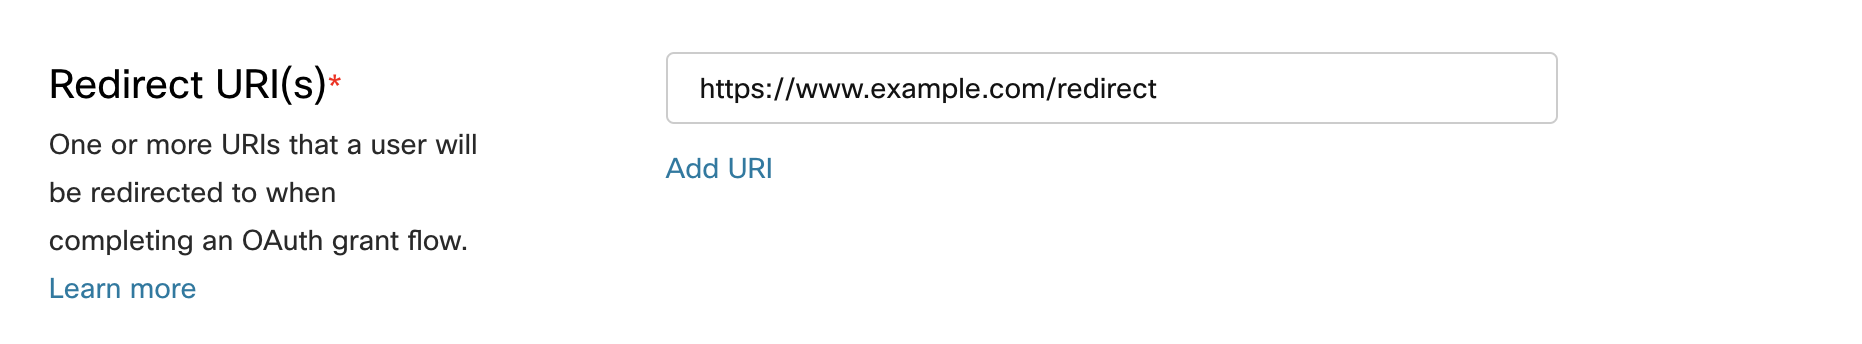 Redirect URI(s)*
One or more URIs that a user will
be redirected to when
completing an OAuth grant flow.
Learn more
https://www.example.com/redirect
Add URI